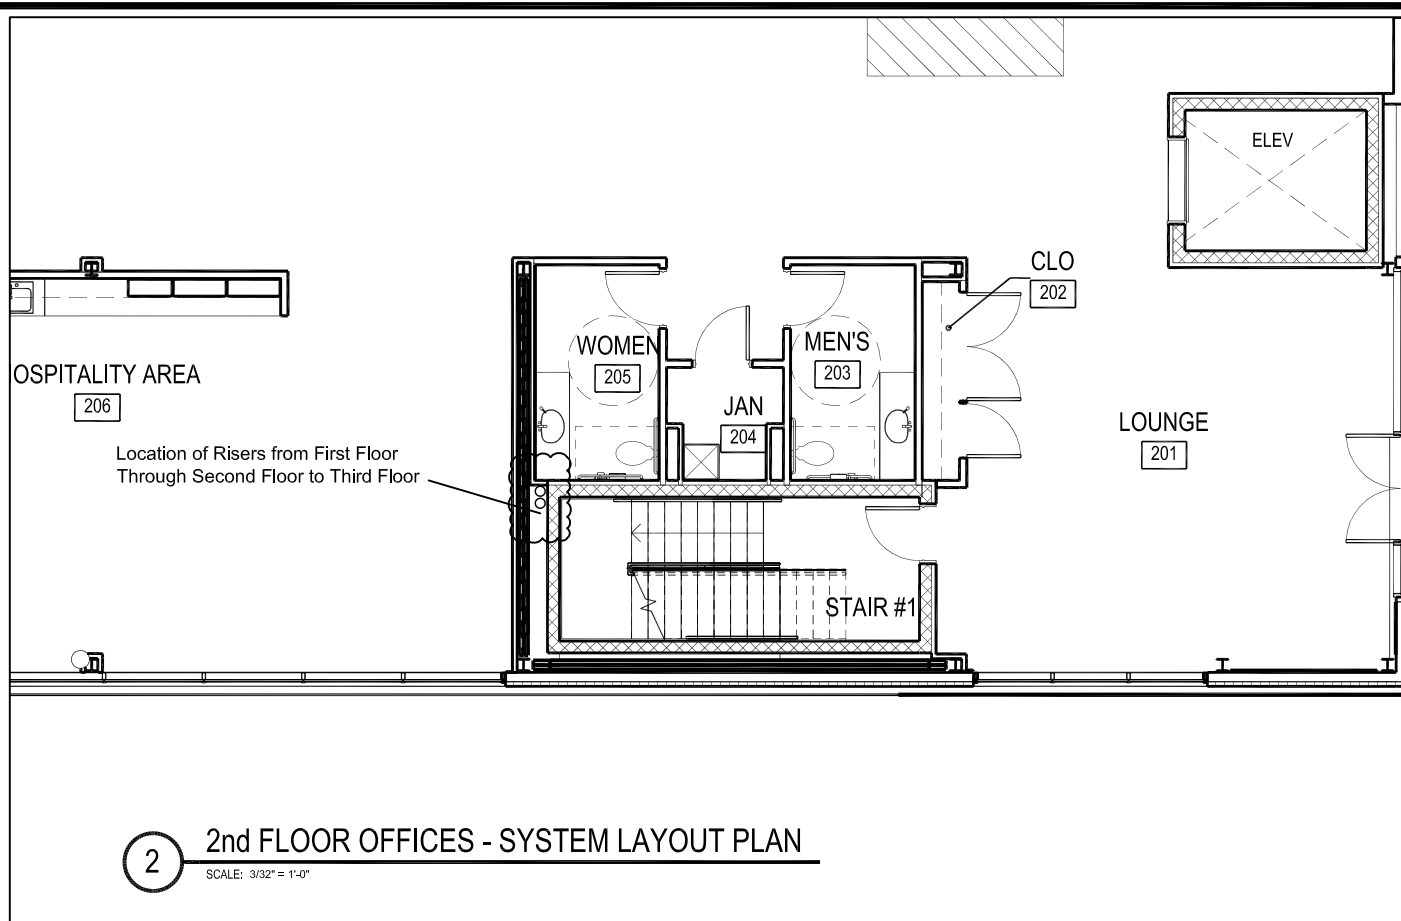 ELEV
CLO
202
WOMEN
205
MEN'S
203
OSPITALITY AREA
206
JAN
204
LOUNGE
201
Location of Risers from First Floor
Through Second Floor to Third Floor
STAIR #1
2
2nd FLOOR OFFICES - SYSTEM LAYOUT PLAN
SCALE: 3/32" = 1'-0"